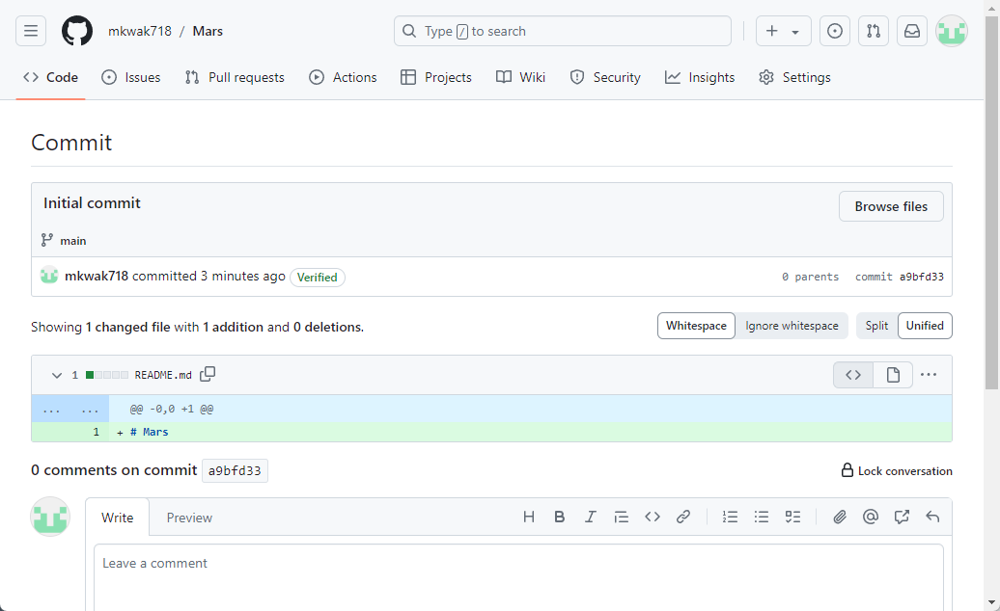 mkwak718 / Mars
Type / to search
Code Issues Pull requests Actions Projects Wiki Security Insights Settings
Commit
Initial commit
Browse files
main
mkwak718 committed 3 minutes ago Verified
0 parents commit a9bfd33
Showing 1 changed file with 1 addition and 0 deletions.
Whitespace Ignore whitespace Split Unified
1 README.md
... ... @@ -0,0 +1 @@
1 + # Mars
0 comments on commit a9bfd33
Lock conversation
Write Preview
Leave a comment